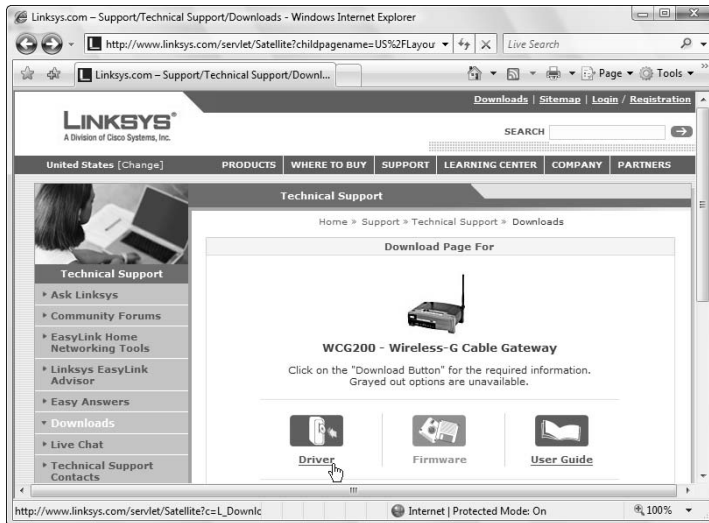 Linksys.com – Support/Technical Support/Downloads - Windows Internet Explorer
http://www.linksys.com/servlet/Satellite?childpagename=US%2FLayou
Live Search
Linksys.com – Support/Technical Support/Downl...
Page
Tools
Downloads | Sitemap | Login / Registration
LINKSYS®
A Division of Cisco Systems, Inc.
SEARCH
United States [Change]
PRODUCTS
WHERE TO BUY
SUPPORT
LEARNING CENTER
COMPANY
PARTNERS
Technical Support
Home > Support > Technical Support > Downloads
Download Page For
WCG200 - Wireless-G Cable Gateway
Click on the "Download Button" for the required information.
Grayed out options are unavailable.
Driver
Firmware
User Guide
Technical Support
Ask Linksys
Community Forums
EasyLink Home
Networking Tools
Linksys EasyLink
Advisor
Easy Answers
Downloads
Live Chat
Technical Support
Contacts
http://www.linksys.com/servlet/Satellite?c=L_Downlc
Internet | Protected Mode: On
100%